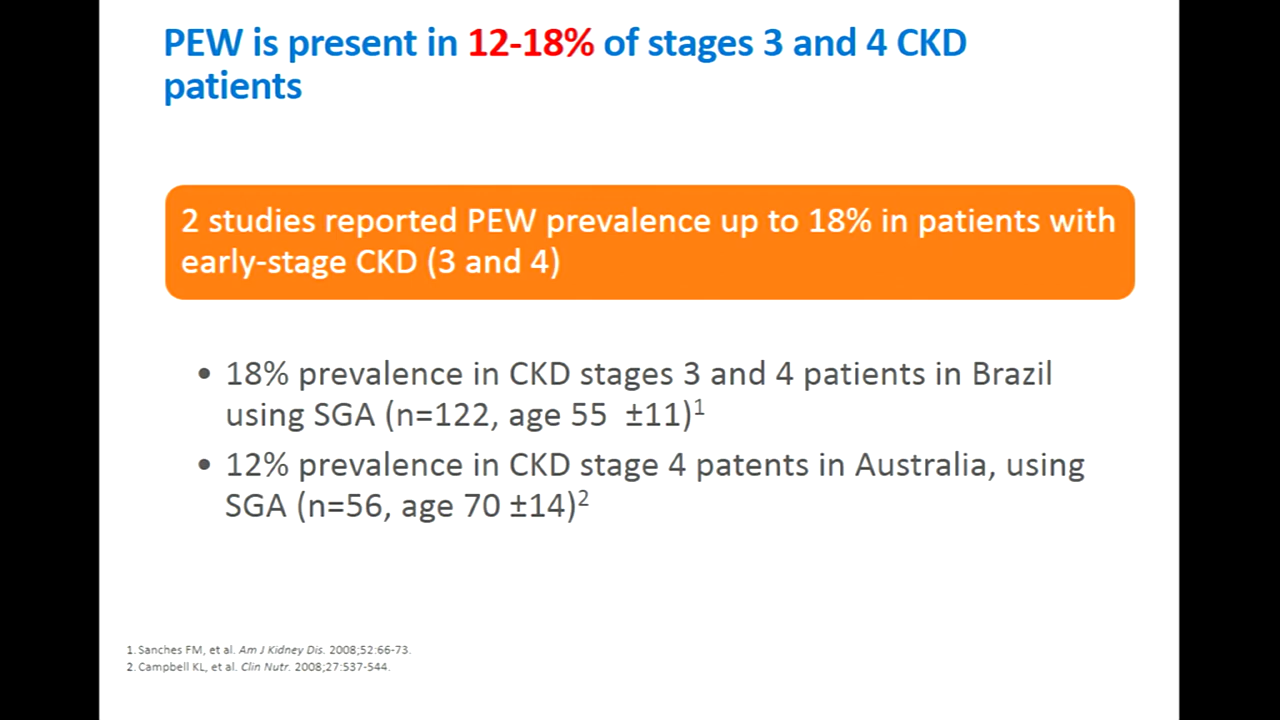 PEW is present in 12-18% of stages 3 and 4 CKD
patients
2 studies reported PEW prevalence up to 18% in patients with
early-stage CKD (3 and 4)
• 18% prevalence in CKD stages 3 and 4 patients in Brazil
using SGA (n=122, age 55 ±11)¹
• 12% prevalence in CKD stage 4 patents in Australia, using
SGA (n=56, age 70 ±14)²
1. Sanches FM, et al. Am J Kidney Dis. 2008;52:66-73.
2. Campbell KL, et al. Clin Nutr. 2008;27:537-544.